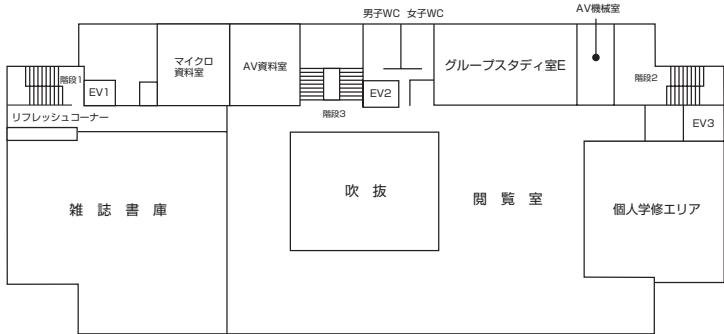 男子WC 女子WC
AV機械室
マイクロ
資料室
AV資料室
グループスタディ室E
階段1
階段2
EV1
EV2
階段3
リフレッシュコーナー
EV3
雑誌書庫
吹抜
閲覧室
個人学修エリア